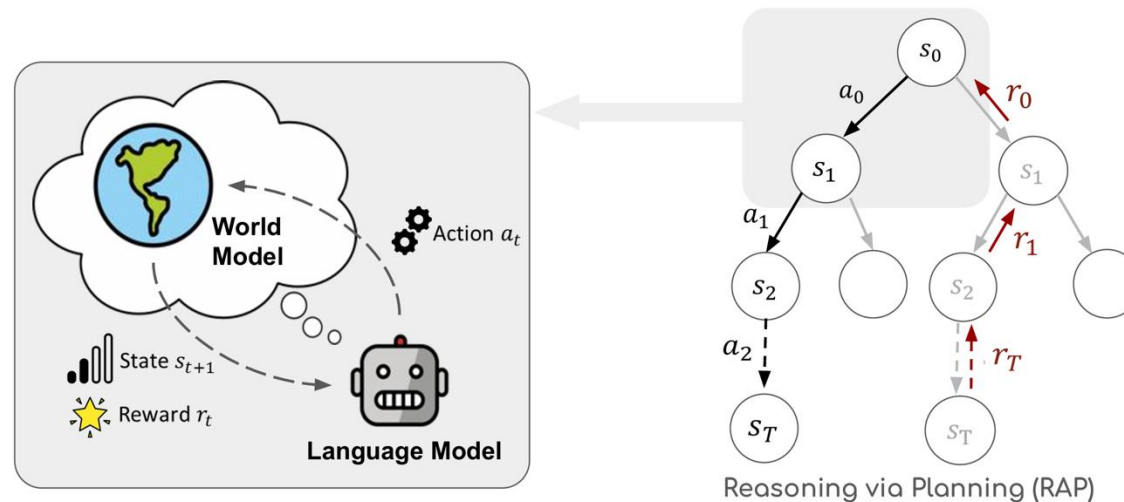 World
Model
Action a_t
State s_{t+1}
Reward r_t
Language Model
s_0
a_0
r_0
s_1
s_1
a_1
r_1
s_2
s_2
a_2
r_T
s_T
s_T
Reasoning via Planning (RAP)